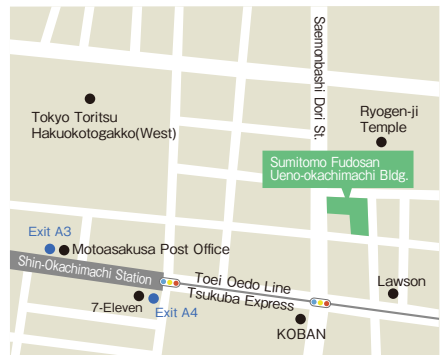 Saemonbashi Dori St.
Tokyo Toritsu
Hakuokotogakko(West)
Ryogen-ji
Temple
Sumitomo Fudosan
Ueno-okachimachi Bldg.
Exit A3
Motoasakusa Post Office
Shin-Okachimachi Station
Toei Oedo Line
Tsukuba Express
7-Eleven
Exit A4
Lawson
KOBAN